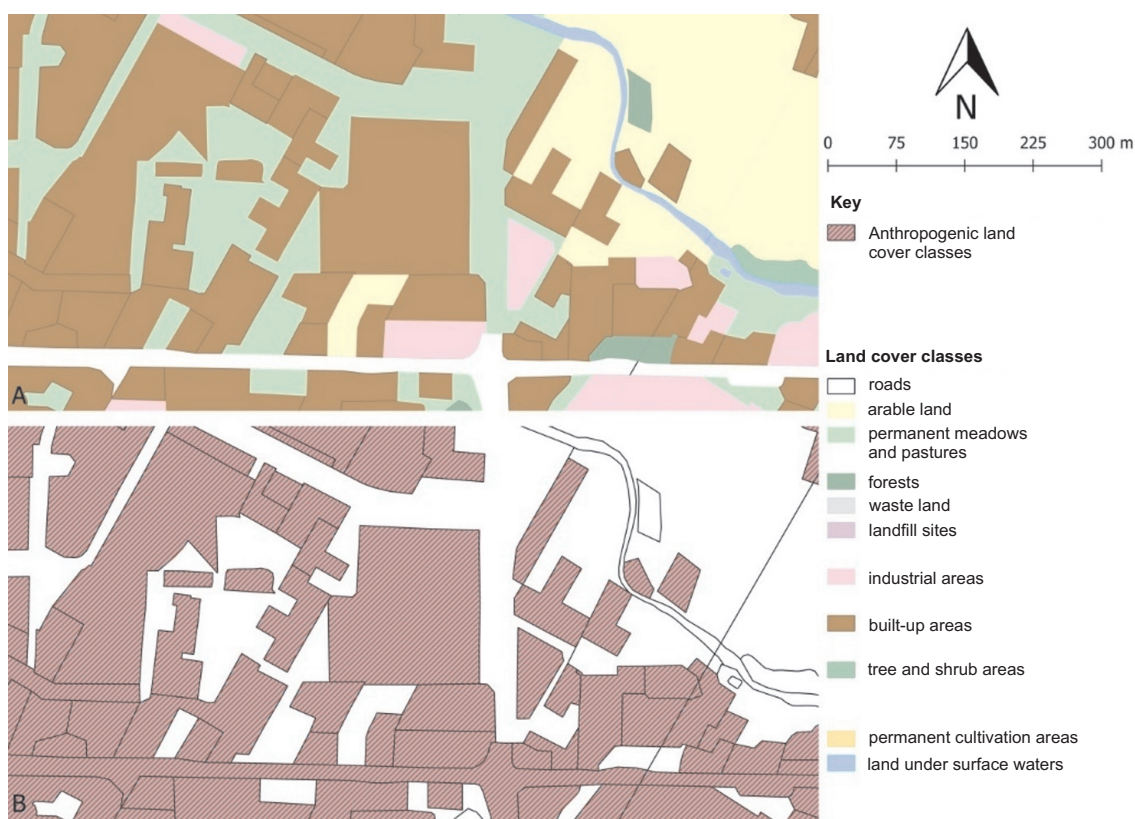 N
0 75 150 225 300 m
Key
Anthropogenic land
cover classes
Land cover classes
roads
arable land
permanent meadows
and pastures
forests
waste land
landfill sites
industrial areas
built-up areas
tree and shrub areas
permanent cultivation areas
land under surface waters
A
B